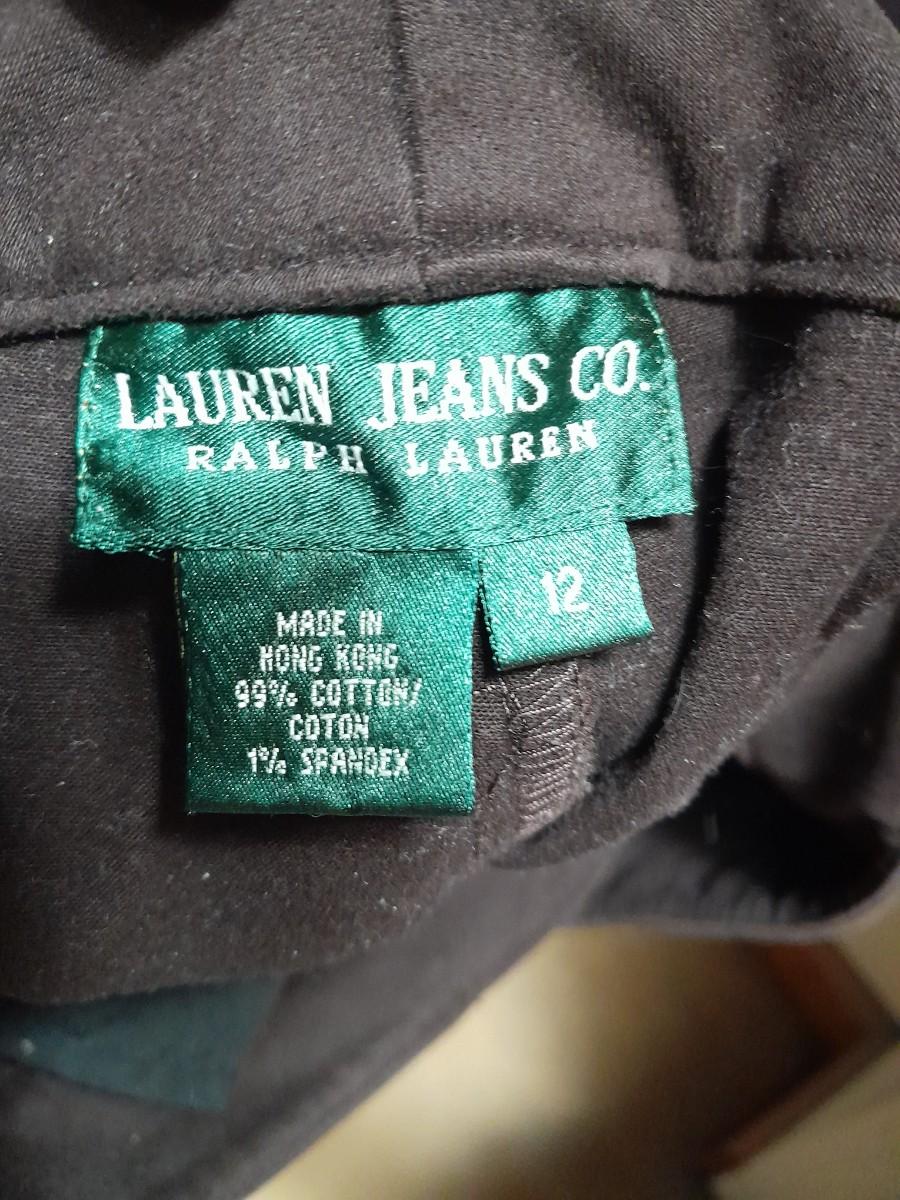 LAUREN JEANS CO.
RALPH LAUREN
12
MADE IN
HONG KONG
99% COTTON/
COTON
1% SPANDEX